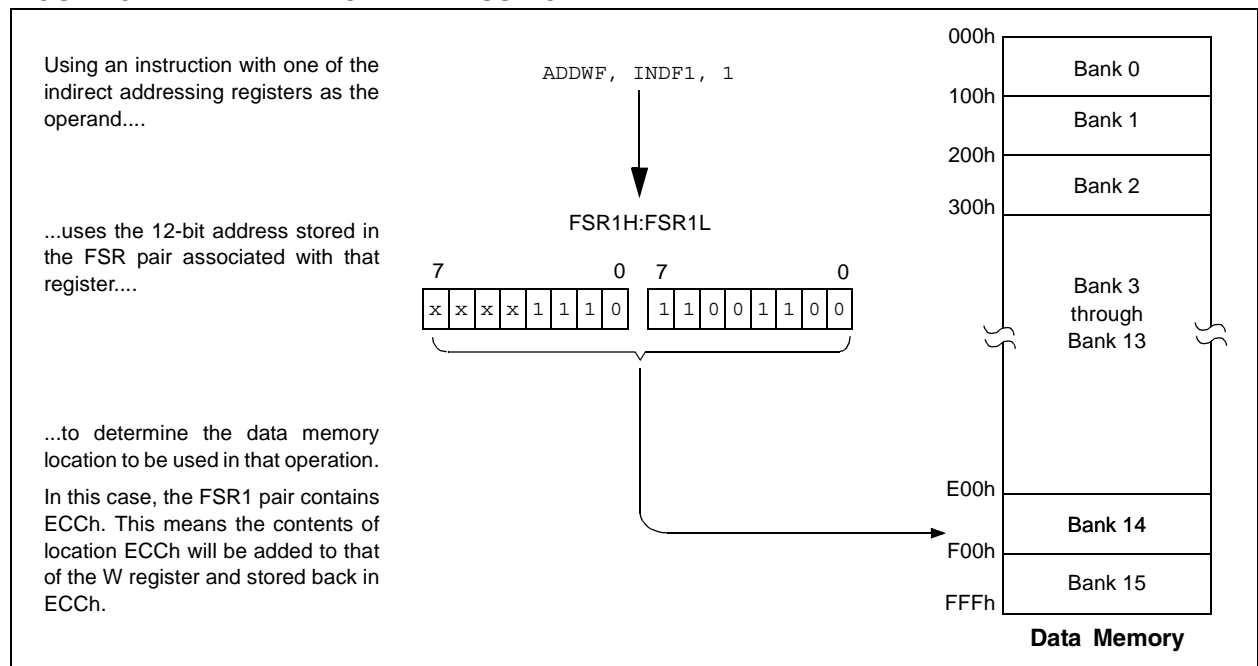 Using an instruction with one of the
indirect addressing registers as the
operand....
ADDWF, INDF1, 1
...uses the 12-bit address stored in
the FSR pair associated with that
register....
FSR1H:FSR1L
7 0 7 0
x x x x 1 1 1 0 1 1 0 0 1 1 0 0
...to determine the data memory
location to be used in that operation.
In this case, the FSR1 pair contains
ECCh. This means the contents of
location ECCh will be added to that
of the W register and stored back in
ECCh.
000h
Bank 0
100h
Bank 1
200h
Bank 2
300h
Bank 3
through
Bank 13
E00h
Bank 14
F00h
Bank 15
FFFh
Data Memory